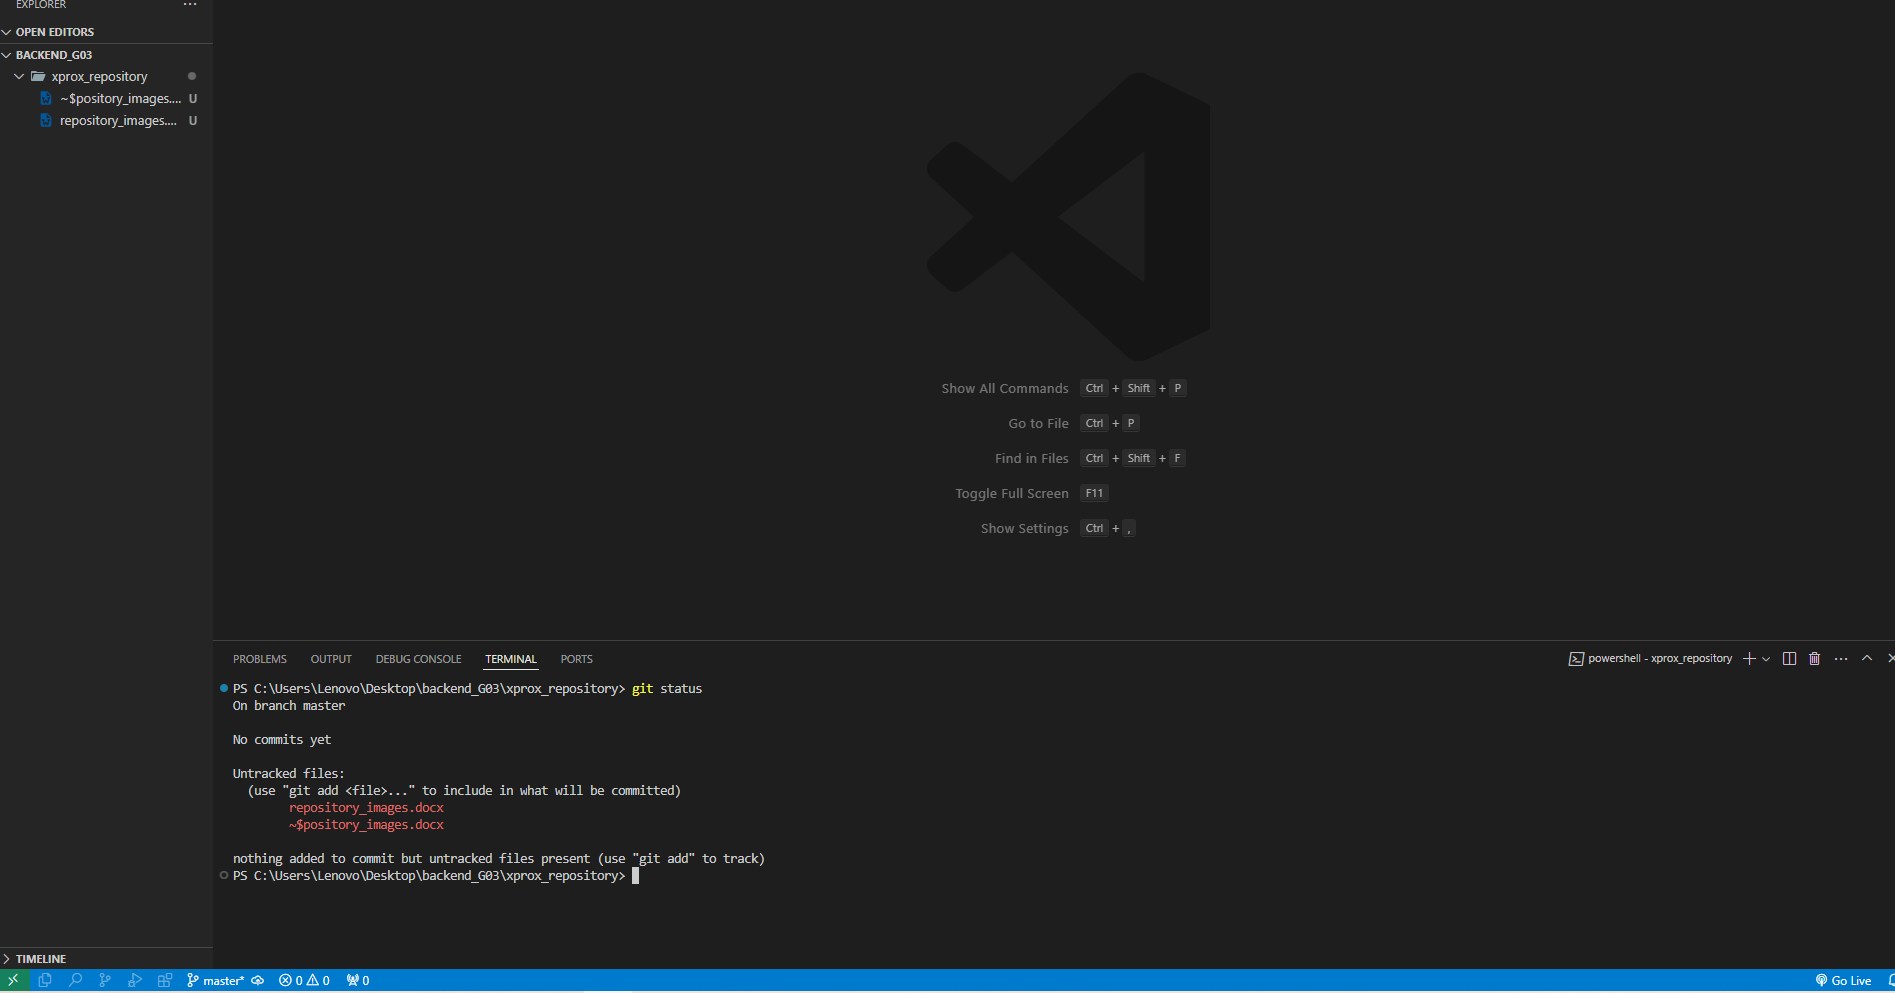 EXPLORER
OPEN EDITORS
BACKEND_G03
xprox_repository
~$pository_images.... U
repository_images.... U
Show All Commands Ctrl + Shift + P
Go to File Ctrl + P
Find in Files Ctrl + Shift + F
Toggle Full Screen F11
Show Settings Ctrl + ,
PROBLEMS OUTPUT DEBUG CONSOLE TERMINAL PORTS powershell - xprox_repository
PS C:\Users\Lenovo\Desktop\backend_G03\xprox_repository> git status
On branch master
No commits yet
Untracked files:
(use "git add <file>..." to include in what will be committed)
repository_images.docx
~$pository_images.docx
nothing added to commit but untracked files present (use "git add" to track)
PS C:\Users\Lenovo\Desktop\backend_G03\xprox_repository>
TIMELINE
master* 0 0 0 Go Live